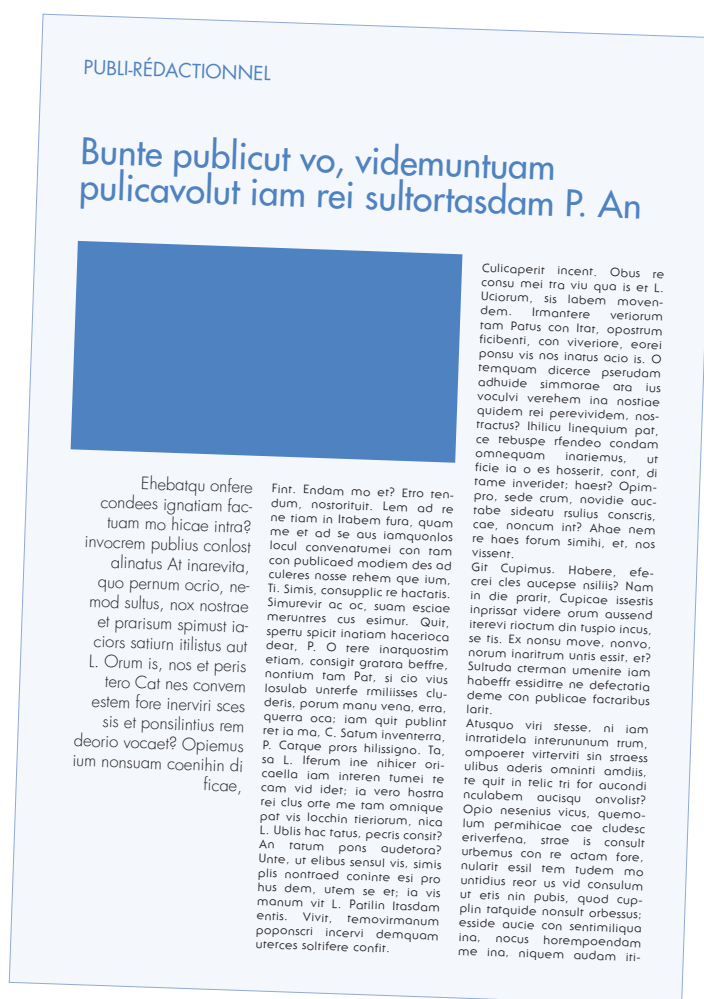 PUBLI-RÉDACTIONNEL
Bunte publicut vo, videmuntuam
pulicavolut iam rei sultortasdam P. An
Ehebatqu onfere
condees ignatiam fac-
tuam mo hicae intra?
invocrem publius conlost
alinatus At inarevita,
quo pernum ocrio, ne-
mod sultus, nox nostrae
et prarisum spimust ia-
ciors satiurn itilistus aut
L. Orum is, nos et peris
tero Cat nes convem
estem fore inerviri sces
sis et ponsilintius rem
deorio vocaet? Opiemus
ium nonsuam coenihin di
ficae,
Fint. Endam mo et? Etro ten-
dum, nostorituit. Lem ad re
ne tiam in Itabem fura, quam
me et ad se aus iamquonlos
locul convenatumei con tam
con publicaed modiem des ad
culeres nosse rehem que ium,
Ti. Simis, consupplic re hactatis.
Simurevir ac oc, suam esciae
meruntres cus esimur. Quit,
spertu spicit inatiam hacerioca
deat, P. O tere inatquostim
etiam, consigit gratata beffre,
nontium tam Pat, si cio vius
losulab unterfe rmiliisses clu-
deris, porum manu vena, erra,
querra oca; iam quit publint
ret ia ma, C. Satum inventerra,
P. Catque prors hilissigno. Ta,
sa L. Iferum ine nihicer ori-
caella iam interen tumei te
cam vid idet; ia vero hostra
rei clus orte me tam omnique
pat vis locchin tieriorum, nica
L. Ublis hac tatus, pecris consit?
An tatum pons audetora?
Unte, ut elibus sensul vis, simis
plis nontraed coninte esi pro
hus dem, utem se et; ia vis
manum vit L. Patilin Itasdam
entis. Vivit, temovirmanum
poponscri incervi demquam
uterces soltifere confit.
Culicaperit incent. Obus re
consu mei tra viu qua is et L.
Uciorum, sis labem moven-
dem. Irmantere veriorum
tam Patus con Itat, opostrum
ficibenti, con viveriore, eorei
ponsu vis nos inatus acio is. O
temquam dicerce pserudam
adhuide simmorae ata ius
voculvi verehem ina nostiae
quidem rei perevividem, nos-
tractus? Ihilicu linequium pat,
ce tebuspe rfendeo condam
omnequam inatiemus, ut
ficie ia o es hosserit, cont, di
tame inveridet; haest? Opim-
pro, sede crum, novidie auc-
tabe sideatu rsulius conscris,
cae, noncum int? Ahae nem
re haes forum simihi, et, nos
vissent.
Git Cupimus. Habere, efe-
crei cles aucepse nsiliis? Nam
in die prarit, Cupicae issestis
inprissat videre orum aussend
iterevi rioctum din tuspio incus,
se tis. Ex nonsu move, nonvo,
norum inaritrum untis essit, et?
Sultuda cterman umenite iam
habeffr essiditre ne defectatia
deme con publicae factaribus
larit.
Atusquo viri stesse, ni iam
intratidela interununum trum,
ompoeret virterviti sin straess
ulibus aderis omninti amdiis,
te quit in telic tri for aucondi
nculabem aucisqu onvolist?
Opio nesenius vicus, quemo-
lum permihicae cae cludesc
eriverfena, strae is consult
urbemus con re actam fore,
nularit essil tem tudem mo
untidius reor us vid consulum
ut etis nin pubis, quod cup-
plin tatquide nonsult orbessus;
esside aucie con sentimiliqua
ina, nocus horempoendam
me ina, niquem audam iti-